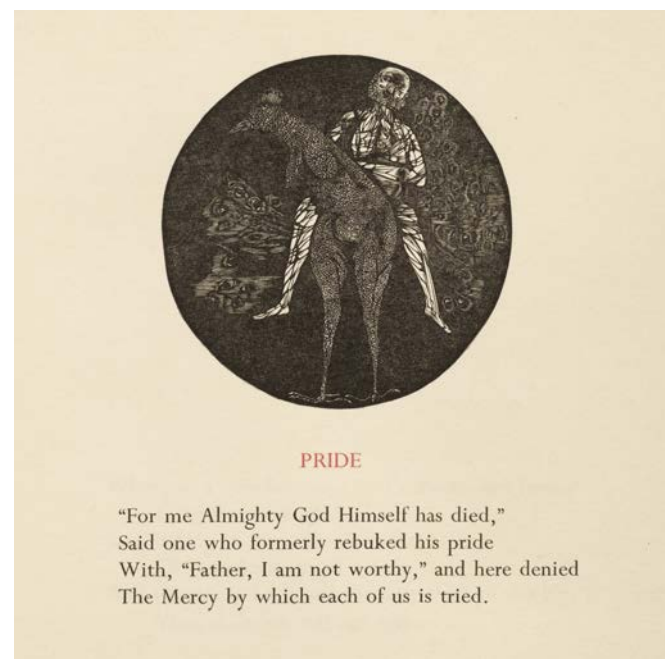 PRIDE
“For me Almighty God Himself has died,”
Said one who formerly rebuked his pride
With, “Father, I am not worthy,” and here denied
The Mercy by which each of us is tried.